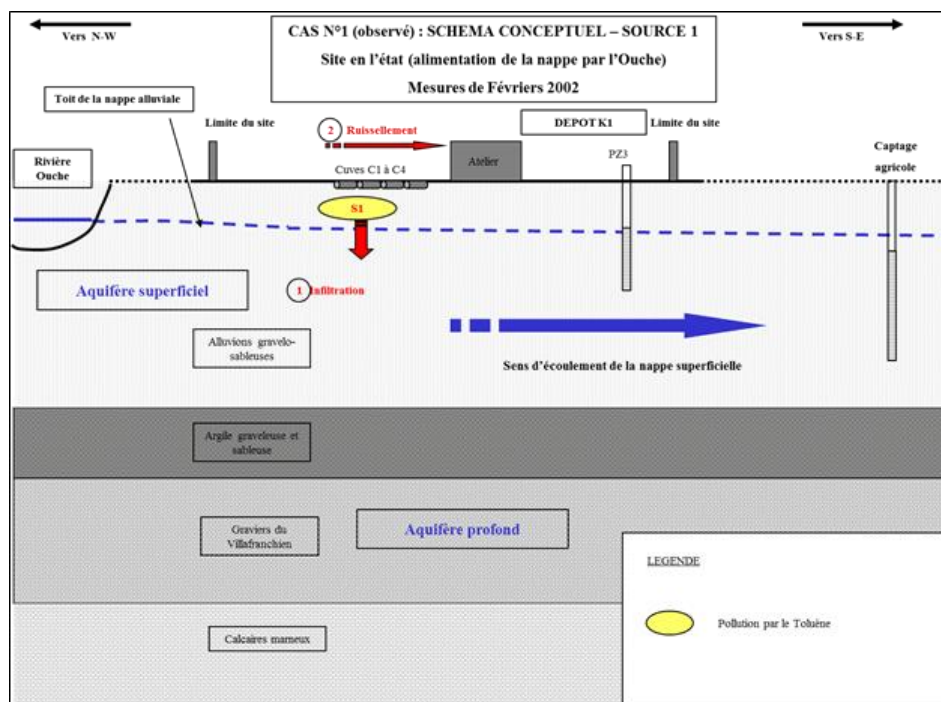 Vers N-W
CAS N°1 (observé) : SCHEMA CONCEPTUEL – SOURCE 1
Site en l'état (alimentation de la nappe par l'Ouche)
Mesures de Févriers 2002
Vers S-E
Toit de la nappe alluviale
Limite du site
2 Ruissellement
DEPOT K1
Limite du site
Rivière
Ouche
Cuves C1 à C4
Atelier
PZ3
Captage
agricole
S1
Aquifère superficiel
1 Infiltration
Alluvions gravelo-
sableuses
Sens d'écoulement de la nappe superficielle
Argile graveleuse et
sableuse
Graviers du
Villafranchien
Aquifère profond
LEGENDE
Pollution par le Toluène
Calcaires marneux